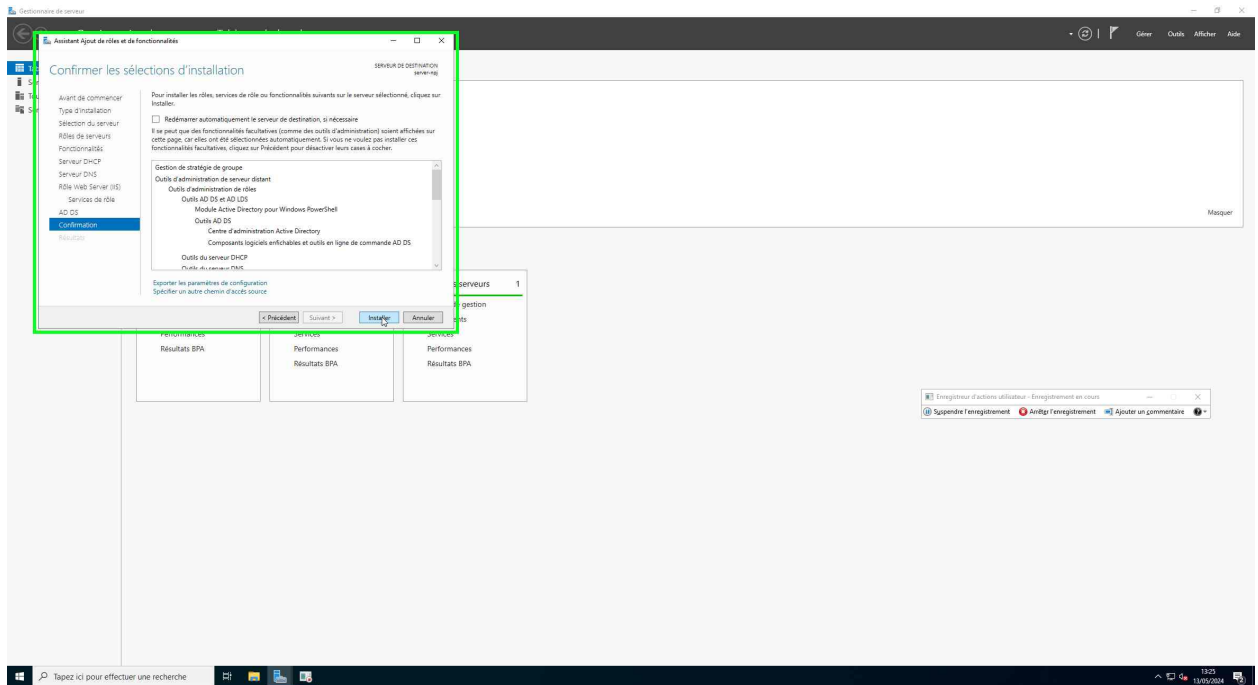 Gestionnaire de serveur
Gérer Outils Afficher Aide
Assistant Ajout de rôles et de fonctionnalités
Confirmer les sélections d'installation
SERVEUR DE DESTINATION
server-npj
Avant de commencer
Type d'installation
Sélection du serveur
Rôles de serveurs
Fonctionnalités
Serveur DHCP
Serveur DNS
Rôle Web Server (IIS)
Services de rôle
AD DS
Confirmation
Résultats
Pour installer les rôles, services de rôle ou fonctionnalités suivants sur le serveur sélectionné, cliquez sur
Installer.
Redémarrer automatiquement le serveur de destination, si nécessaire
Il se peut que des fonctionnalités facultatives (comme des outils d'administration) soient affichées sur
cette page, car elles ont été sélectionnées automatiquement. Si vous ne voulez pas installer ces
fonctionnalités facultatives, cliquez sur Précédent pour désactiver leurs cases à cocher.
Gestion de stratégie de groupe
Outils d'administration de serveur distant
Outils d'administration de rôles
Outils AD DS et AD LDS
Module Active Directory pour Windows PowerShell
Outils AD DS
Centre d'administration Active Directory
Composants logiciels enfichables et outils en ligne de commande AD DS
Outils du serveur DHCP
Outils du serveur DNS
Exporter les paramètres de configuration
Spécifier un autre chemin d'accès source
< Précédent Suivant > Installer Annuler
Masquer
serveurs 1
gestion
Performances Services Services
Résultats BPA Performances Performances
Résultats BPA Résultats BPA
Enregistreur d'actions utilisateur - Enregistrement en cours
Suspendre l'enregistrement Arrêter l'enregistrement Ajouter un commentaire
Tapez ici pour effectuer une recherche
13:25
13/05/2024